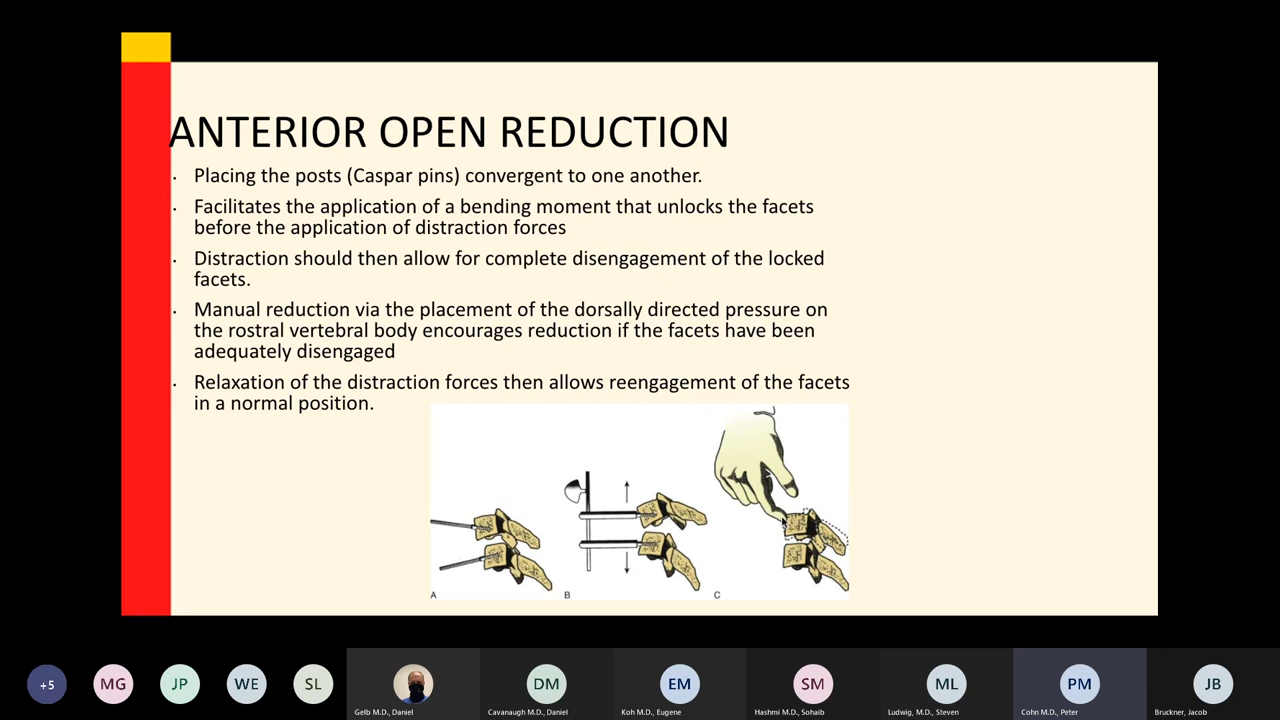 ANTERIOR OPEN REDUCTION
• Placing the posts (Caspar pins) convergent to one another.
• Facilitates the application of a bending moment that unlocks the facets
before the application of distraction forces
• Distraction should then allow for complete disengagement of the locked
facets.
• Manual reduction via the placement of the dorsally directed pressure on
the rostral vertebral body encourages reduction if the facets have been
adequately disengaged
• Relaxation of the distraction forces then allows reengagement of the facets
in a normal position.
A B C
+5 MG JP WE SL DM EM SM ML PM JB
Gelb M.D., Daniel Cavanaugh M.D., Daniel Koh M.D., Eugene Hashmi M.D., Sohaib Ludwig, M.D., Steven Cohn M.D., Peter Bruckner, Jacob